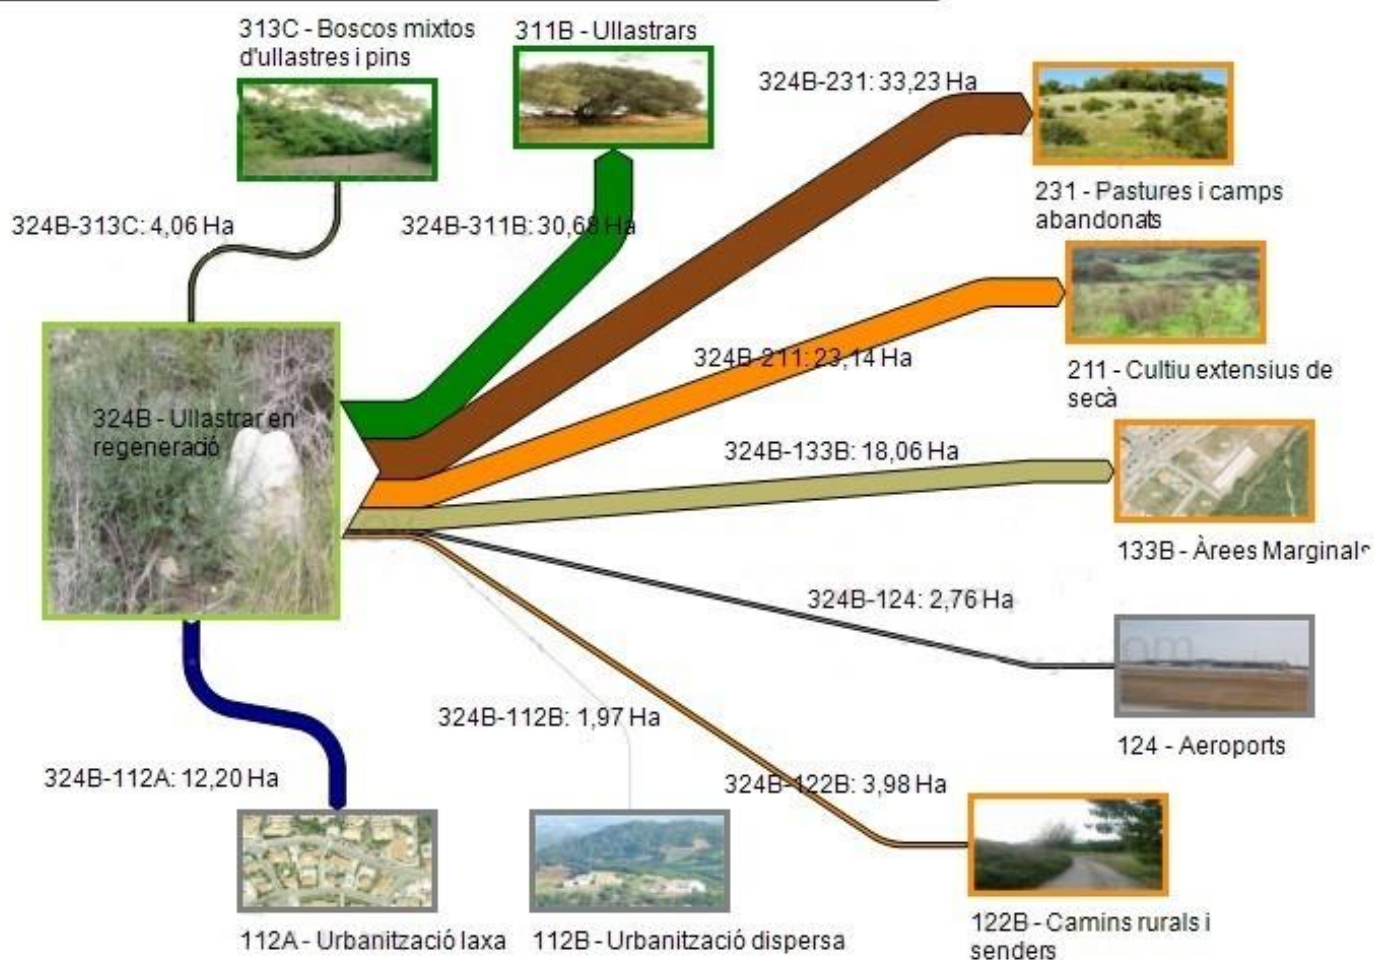 313C - Boscos mixtos
d'ullastres i pins
311B - Ullastrars
324B-231: 33,23 Ha
231 - Pastures i camps
abandonats
324B-313C: 4,06 Ha
324B-311B: 30,68 Ha
324B-211: 23,14 Ha
211 - Cultiu extensius de
secà
324B - Ullastrar en
regeneració
324B-133B: 18,06 Ha
133B - Àrees Marginals
324B-124: 2,76 Ha
124 - Aeroports
324B-112B: 1,97 Ha
324B-112A: 12,20 Ha
324B-122B: 3,98 Ha
112A - Urbanització laxa
112B - Urbanització dispersa
122B - Camins rurals i
senders